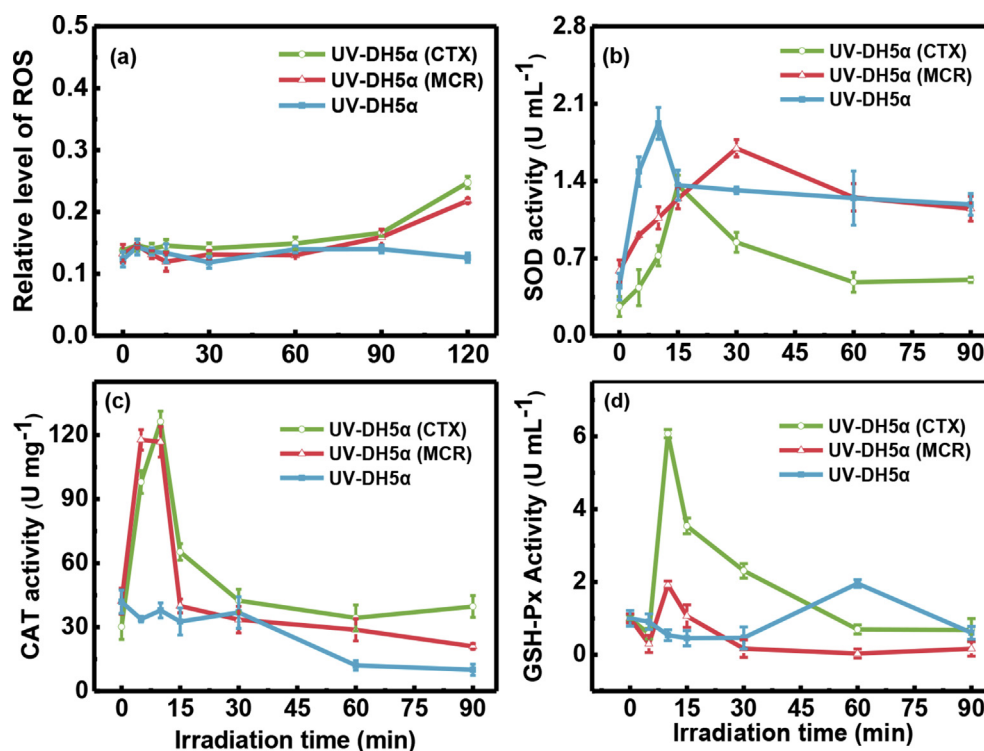 (a)
UV-DH5α (CTX)
UV-DH5α (MCR)
UV-DH5α
Relative level of ROS
0.5
0.4
0.3
0.2
0.1
0.0
0 30 60 90 120
(b)
UV-DH5α (CTX)
UV-DH5α (MCR)
UV-DH5α
SOD activity (U mL⁻¹)
2.8
2.1
1.4
0.7
0.0
0 15 30 45 60 75 90
(c)
UV-DH5α (CTX)
UV-DH5α (MCR)
UV-DH5α
CAT activity (U mg⁻¹)
120
90
60
30
0
0 15 30 45 60 75 90
Irradiation time (min)
(d)
UV-DH5α (CTX)
UV-DH5α (MCR)
UV-DH5α
GSH-Px Activity (U mL⁻¹)
6
4
2
0
0 15 30 45 60 75 90
Irradiation time (min)